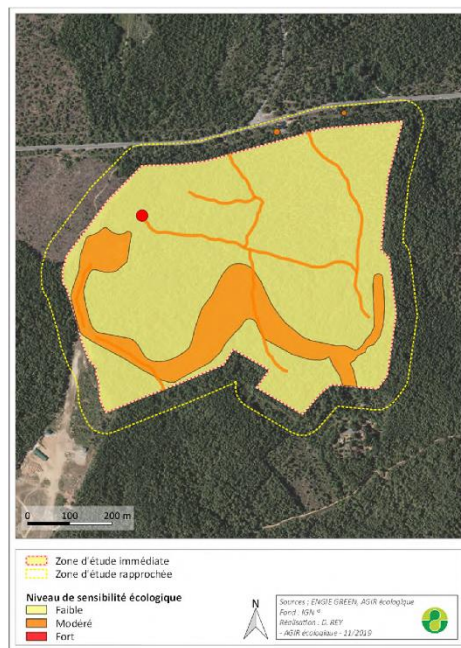 0 100 200 m
Zone d'étude immédiate
Zone d'étude rapprochée
Niveau de sensibilité écologique
Faible
Modéré
Fort
N
Sources : ENGIE GREEN, AGIR écologique
Fond : IGN ®
Réalisation : D. REY
- AGIR écologique - 11/2019